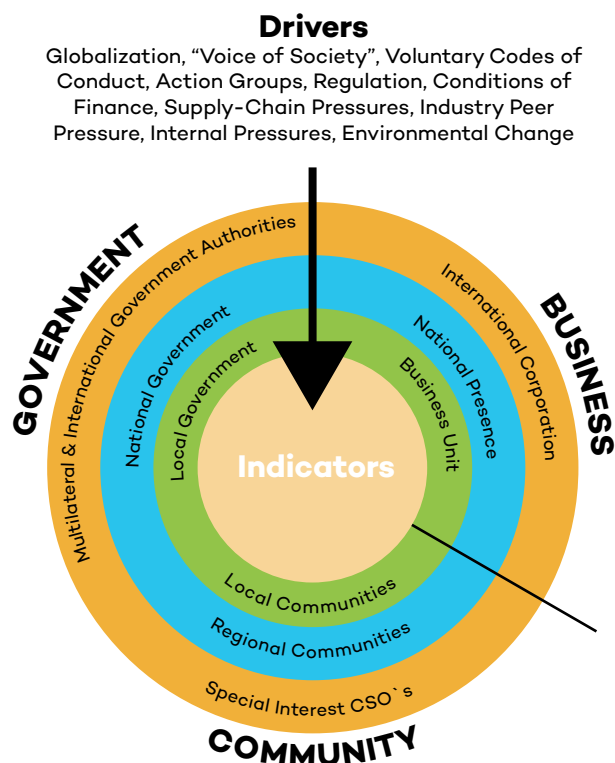 Drivers
Globalization, “Voice of Society”, Voluntary Codes of
Conduct, Action Groups, Regulation, Conditions of
Finance, Supply-Chain Pressures, Industry Peer
Pressure, Internal Pressures, Environmental Change
GOVERNMENT
Multilateral & International Government Authorities
National Government
Local Government
BUSINESS
International Corporation
National Presence
Business Unit
Indicators
Local Communities
Regional Communities
Special Interest CSO`s
COMMUNITY